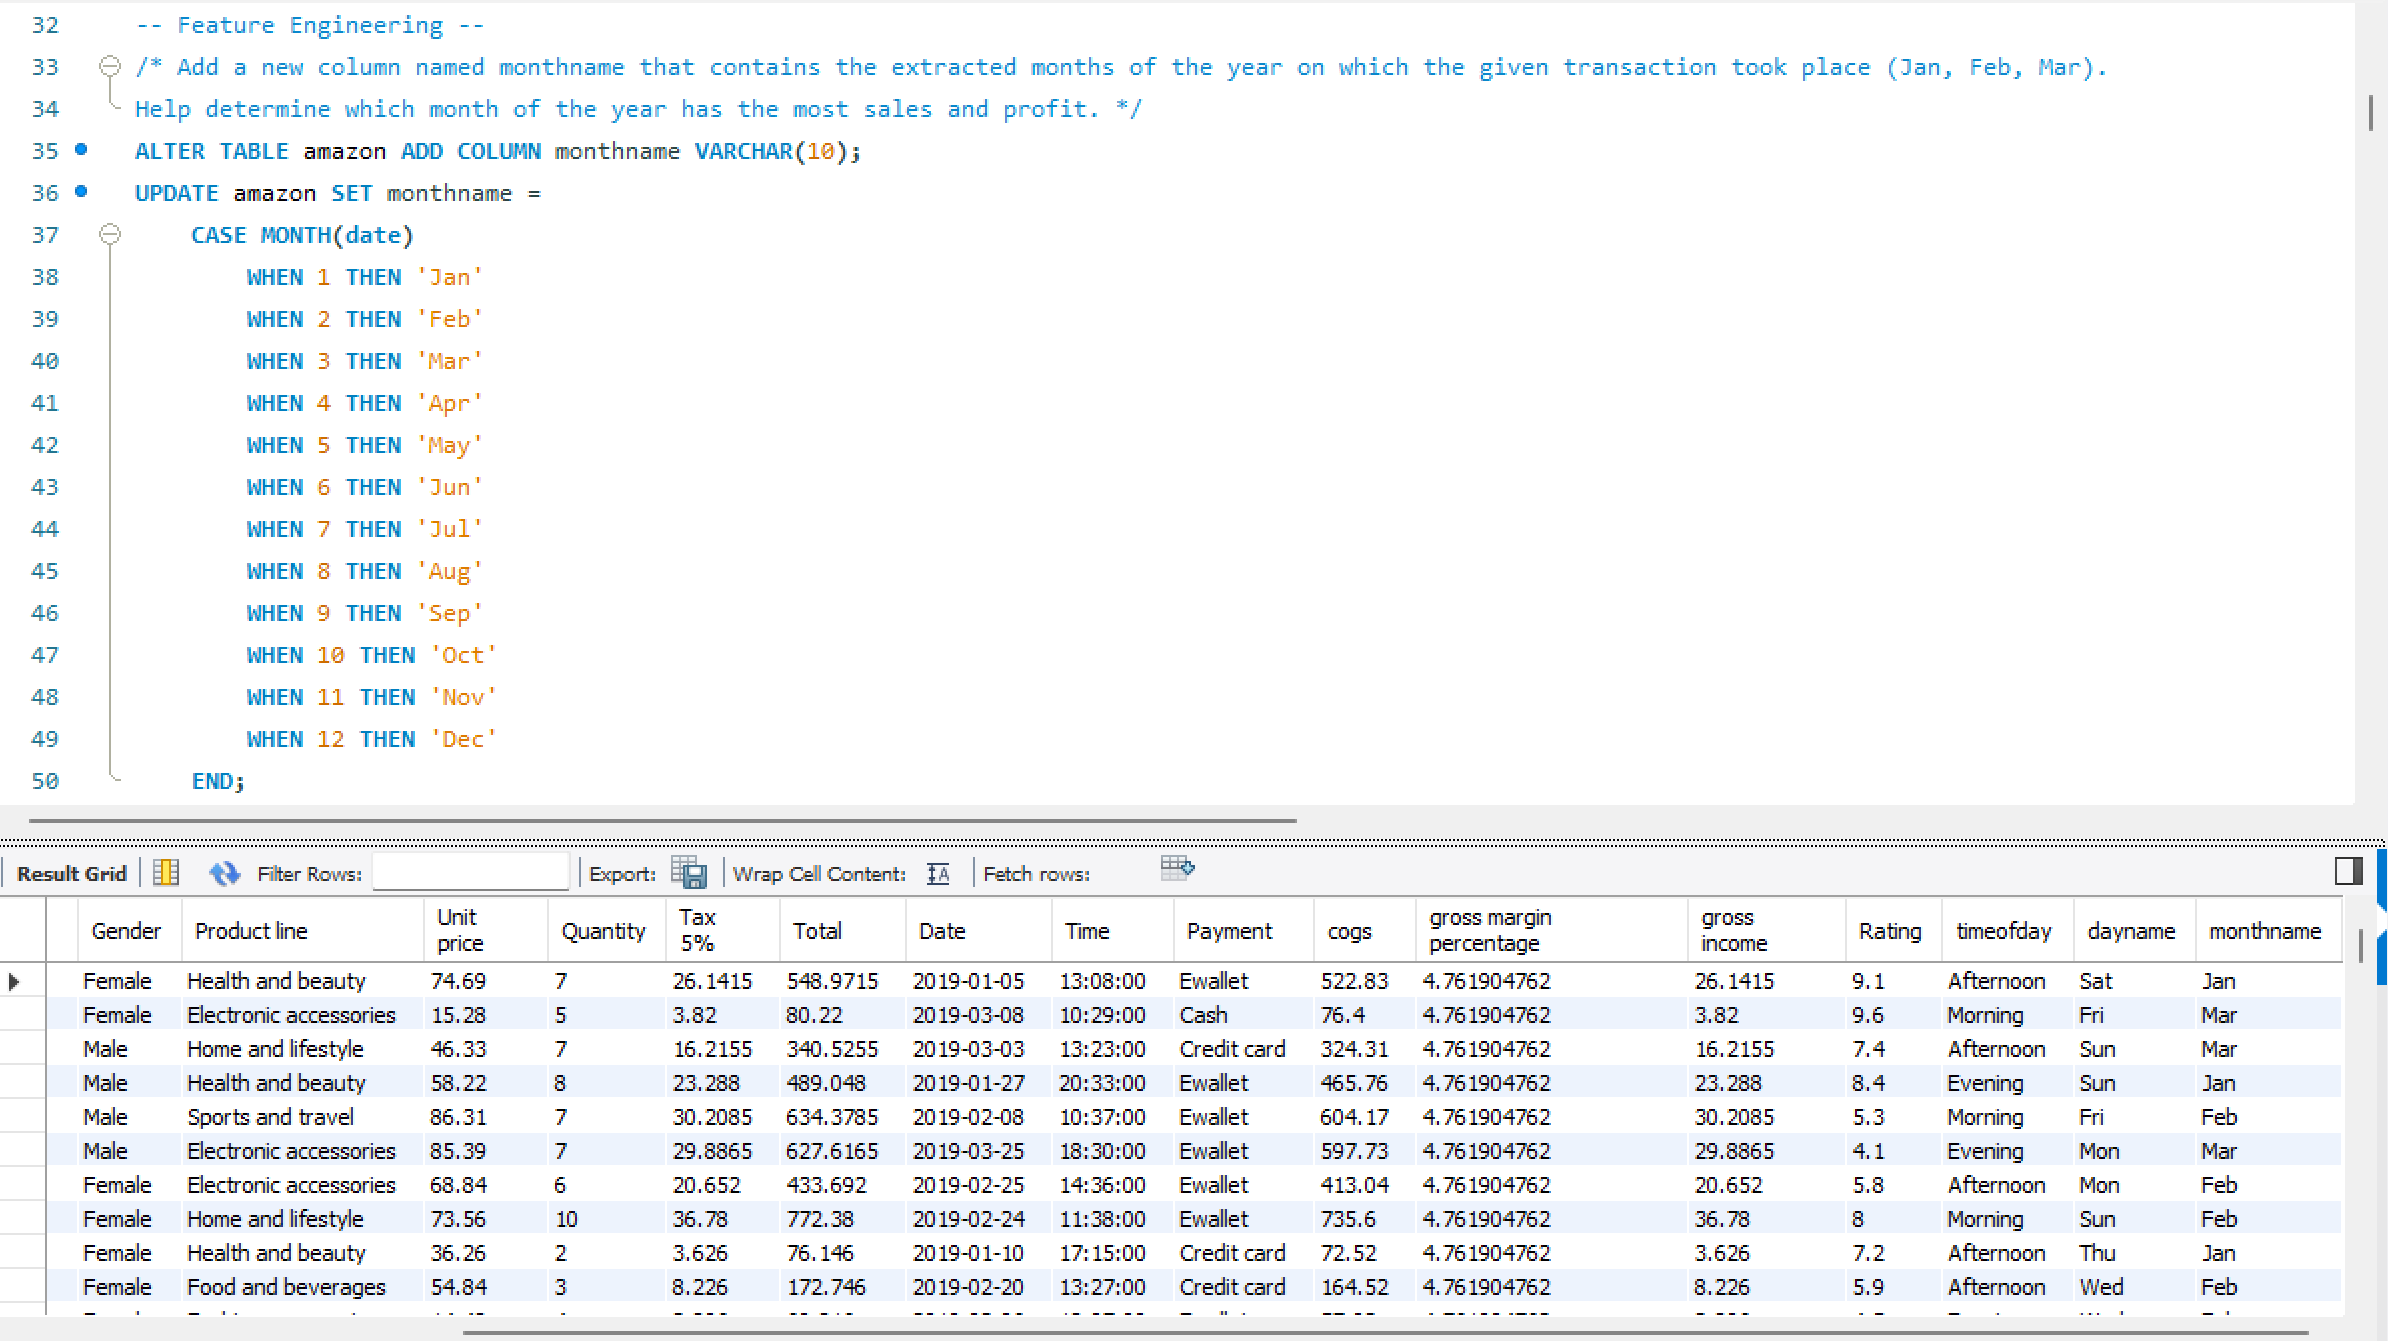 32 -- Feature Engineering --
33 /* Add a new column named monthname that contains the extracted months of the year on which the given transaction took place (Jan, Feb, Mar).
34 Help determine which month of the year has the most sales and profit. */
35 ALTER TABLE amazon ADD COLUMN monthname VARCHAR(10);
36 UPDATE amazon SET monthname =
37 CASE MONTH(date)
38 WHEN 1 THEN 'Jan'
39 WHEN 2 THEN 'Feb'
40 WHEN 3 THEN 'Mar'
41 WHEN 4 THEN 'Apr'
42 WHEN 5 THEN 'May'
43 WHEN 6 THEN 'Jun'
44 WHEN 7 THEN 'Jul'
45 WHEN 8 THEN 'Aug'
46 WHEN 9 THEN 'Sep'
47 WHEN 10 THEN 'Oct'
48 WHEN 11 THEN 'Nov'
49 WHEN 12 THEN 'Dec'
50 END;
Result Grid Filter Rows: Export: Wrap Cell Content: Fetch rows:
Gender Product line Unit price Quantity Tax 5% Total Date Time Payment cogs gross margin percentage gross income Rating timeofday dayname monthname
Female Health and beauty 74.69 7 26.1415 548.9715 2019-01-05 13:08:00 Ewallet 522.83 4.761904762 26.1415 9.1 Afternoon Sat Jan
Female Electronic accessories 15.28 5 3.82 80.22 2019-03-08 10:29:00 Cash 76.4 4.761904762 3.82 9.6 Morning Fri Mar
Male Home and lifestyle 46.33 7 16.2155 340.5255 2019-03-03 13:23:00 Credit card 324.31 4.761904762 16.2155 7.4 Afternoon Sun Mar
Male Health and beauty 58.22 8 23.288 489.048 2019-01-27 20:33:00 Ewallet 465.76 4.761904762 23.288 8.4 Evening Sun Jan
Male Sports and travel 86.31 7 30.2085 634.3785 2019-02-08 10:37:00 Ewallet 604.17 4.761904762 30.2085 5.3 Morning Fri Feb
Male Electronic accessories 85.39 7 29.8865 627.6165 2019-03-25 18:30:00 Ewallet 597.73 4.761904762 29.8865 4.1 Evening Mon Mar
Female Electronic accessories 68.84 6 20.652 433.692 2019-02-25 14:36:00 Ewallet 413.04 4.761904762 20.652 5.8 Afternoon Mon Feb
Female Home and lifestyle 73.56 10 36.78 772.38 2019-02-24 11:38:00 Ewallet 735.6 4.761904762 36.78 8 Morning Sun Feb
Female Health and beauty 36.26 2 3.626 76.146 2019-01-10 17:15:00 Credit card 72.52 4.761904762 3.626 7.2 Afternoon Thu Jan
Female Food and beverages 54.84 3 8.226 172.746 2019-02-20 13:27:00 Credit card 164.52 4.761904762 8.226 5.9 Afternoon Wed Feb